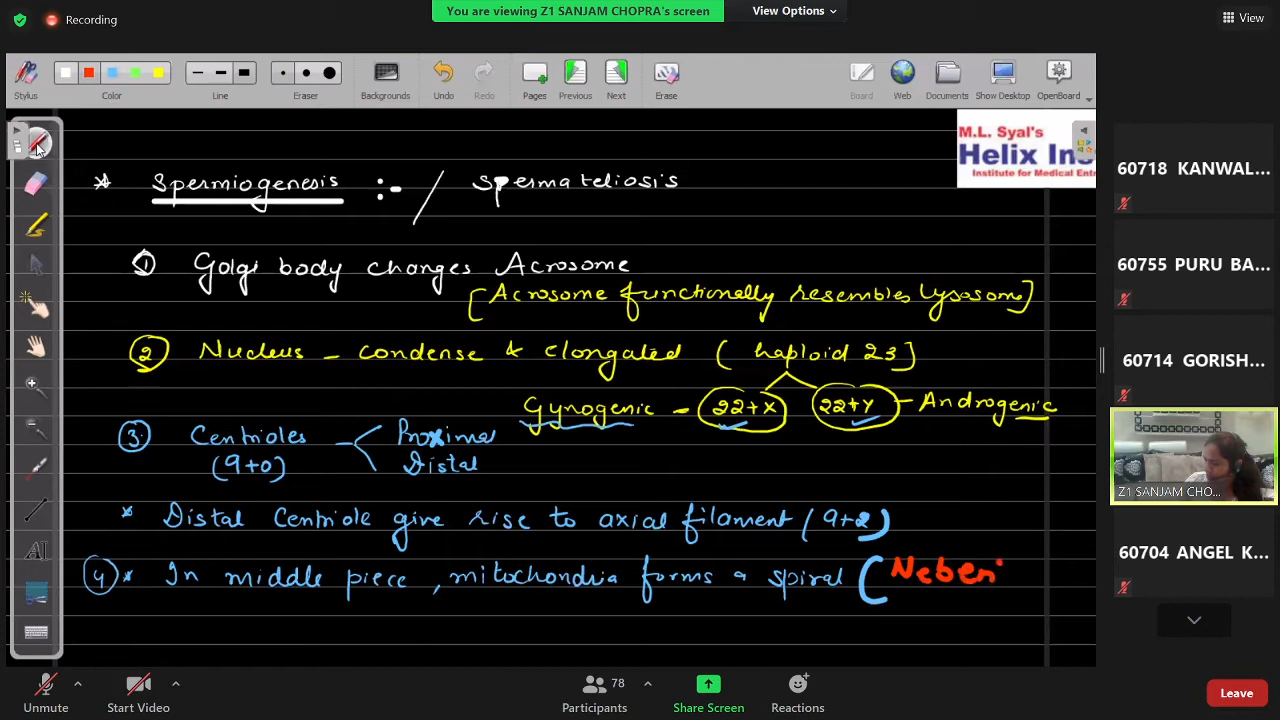 Recording
You are viewing Z1 SANJAM CHOPRA's screen
View Options
View
Stylus
Color
Line
Eraser
Backgrounds
Undo
Redo
Pages
Previous
Next
Erase
Board
Web
Documents
Show Desktop
OpenBoard
M.L. Syal's
Helix Ins
Institute for Medical Entr
* Spermiogenesis :- / Spermateliosis
① Golgi body changes Acrosome
[Acrosome functionally resembles lysosome]
② Nucleus - condense & elongated ( haploid 23]
Gynogenic - 22+X 22+Y - Androgenic
③ Centrioles Proximal
(9+0) Distal
* Distal Centriole give rise to axial filament (9+2)
④* In middle piece, mitochondria forms a spiral (Neben
60718 KANWAL...
60755 PURU BA...
60714 GORISH...
Z1 SANJAM CHO...
60704 ANGEL K...
Unmute
Start Video
78
Participants
Share Screen
Reactions
Leave